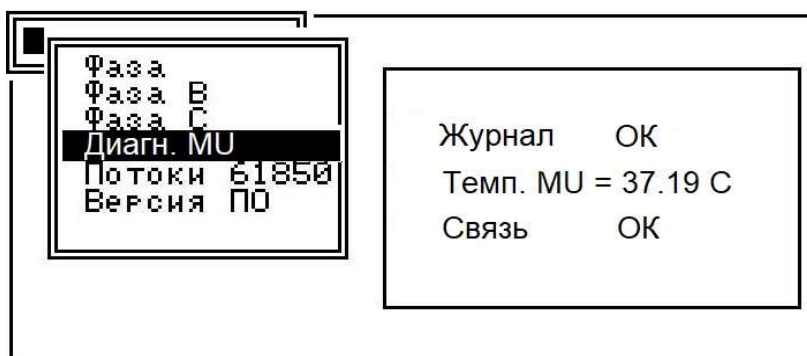 Фаза
Фаза В
Фаза С
Диагн. MU
Потоки 61850
Версия ПО
Журнал ОК
Темп. MU = 37.19 C
Связь ОК